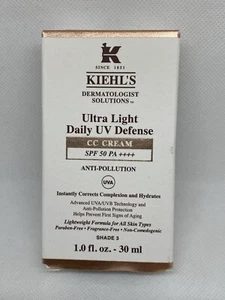 K
SINCE 1851
KIEHL'S
DERMATOLOGIST
SOLUTIONS™
Ultra Light
Daily UV Defense
CC CREAM
SPF 50 PA ++++
ANTI-POLLUTION
UVA
Instantly Corrects Complexion and Hydrates
Advanced UVA/UVB Technology and
Anti-Pollution Protection
Helps Prevent First Signs of Aging
Lightweight Formula for All Skin Types
Paraben-Free • Fragrance-Free • Non-Comedogenic
SHADE 3
1.0 fl. oz. - 30 ml